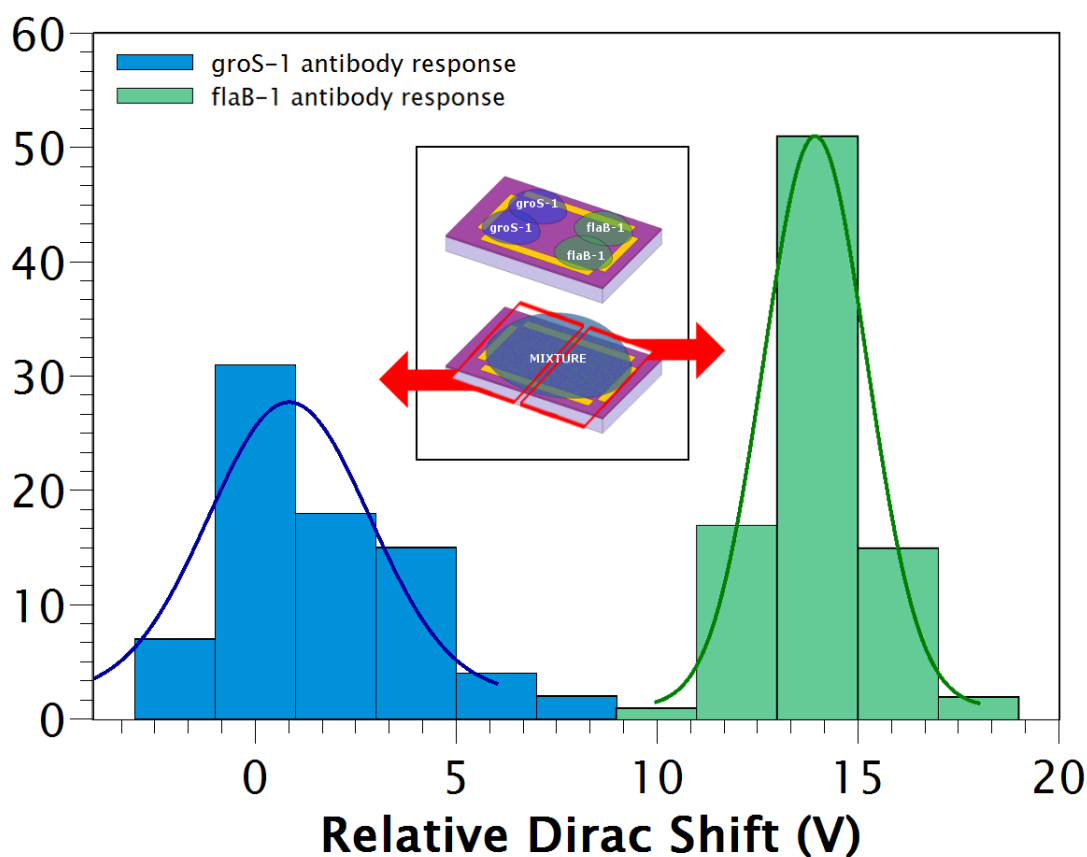 60
50
40
30
20
10
0
groS-1 antibody response
flaB-1 antibody response
groS-1
groS-1
flaB-1
flaB-1
MIXTURE
0 5 10 15 20
Relative Dirac Shift (V)